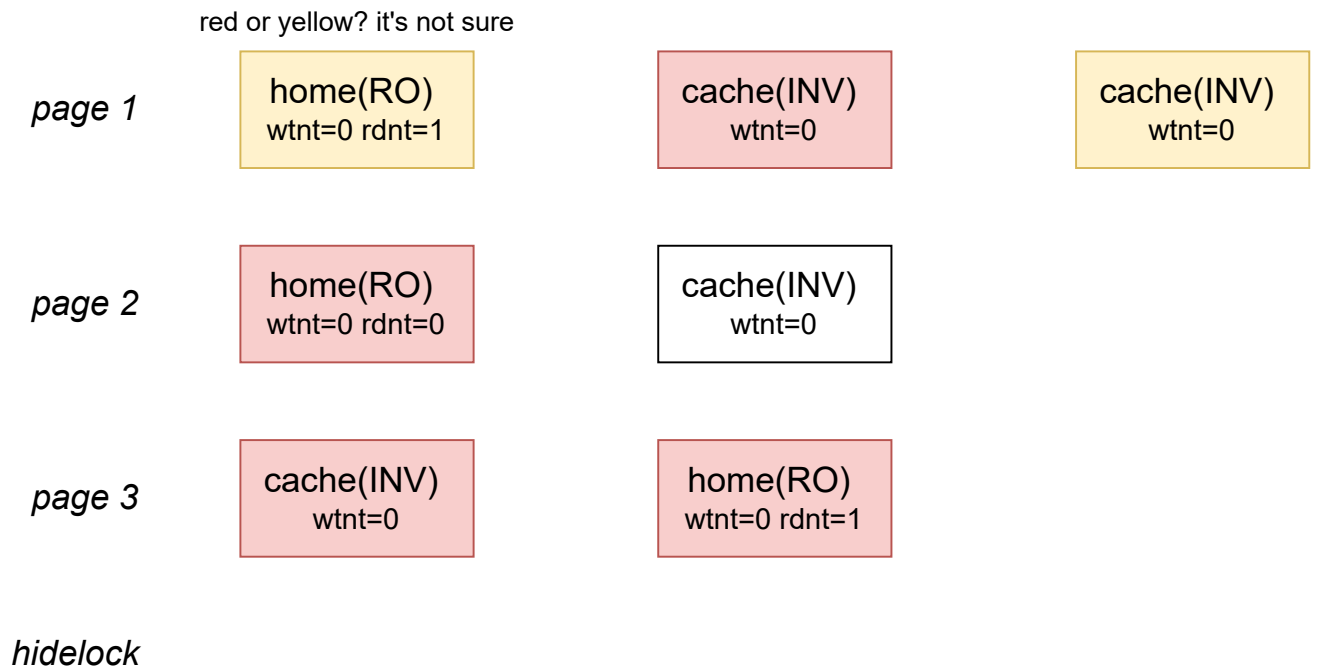 red or yellow? it's not sure
page 1
home(RO)
wtnt=0 rdnt=1
cache(INV)
wtnt=0
cache(INV)
wtnt=0
page 2
home(RO)
wtnt=0 rdnt=0
cache(INV)
wtnt=0
page 3
cache(INV)
wtnt=0
home(RO)
wtnt=0 rdnt=1
hidelock